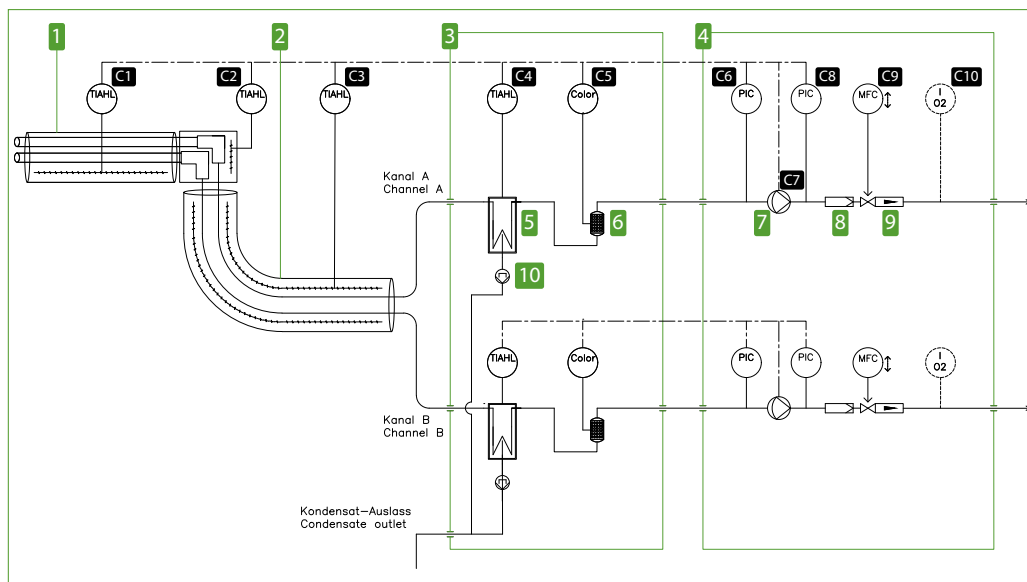 1
2
3
4
C1
C2
C3
C4
C5
C6
C8
C9
C10
TIAHL
TIAHL
TIAHL
TIAHL
Color
PIC
PIC
MFC
I
O2
Kanal A
Channel A
C7
5
6
7
8
9
10
TIAHL
Color
PIC
PIC
MFC
I
O2
Kanal B
Channel B
Kondensat-Auslass
Condensate outlet